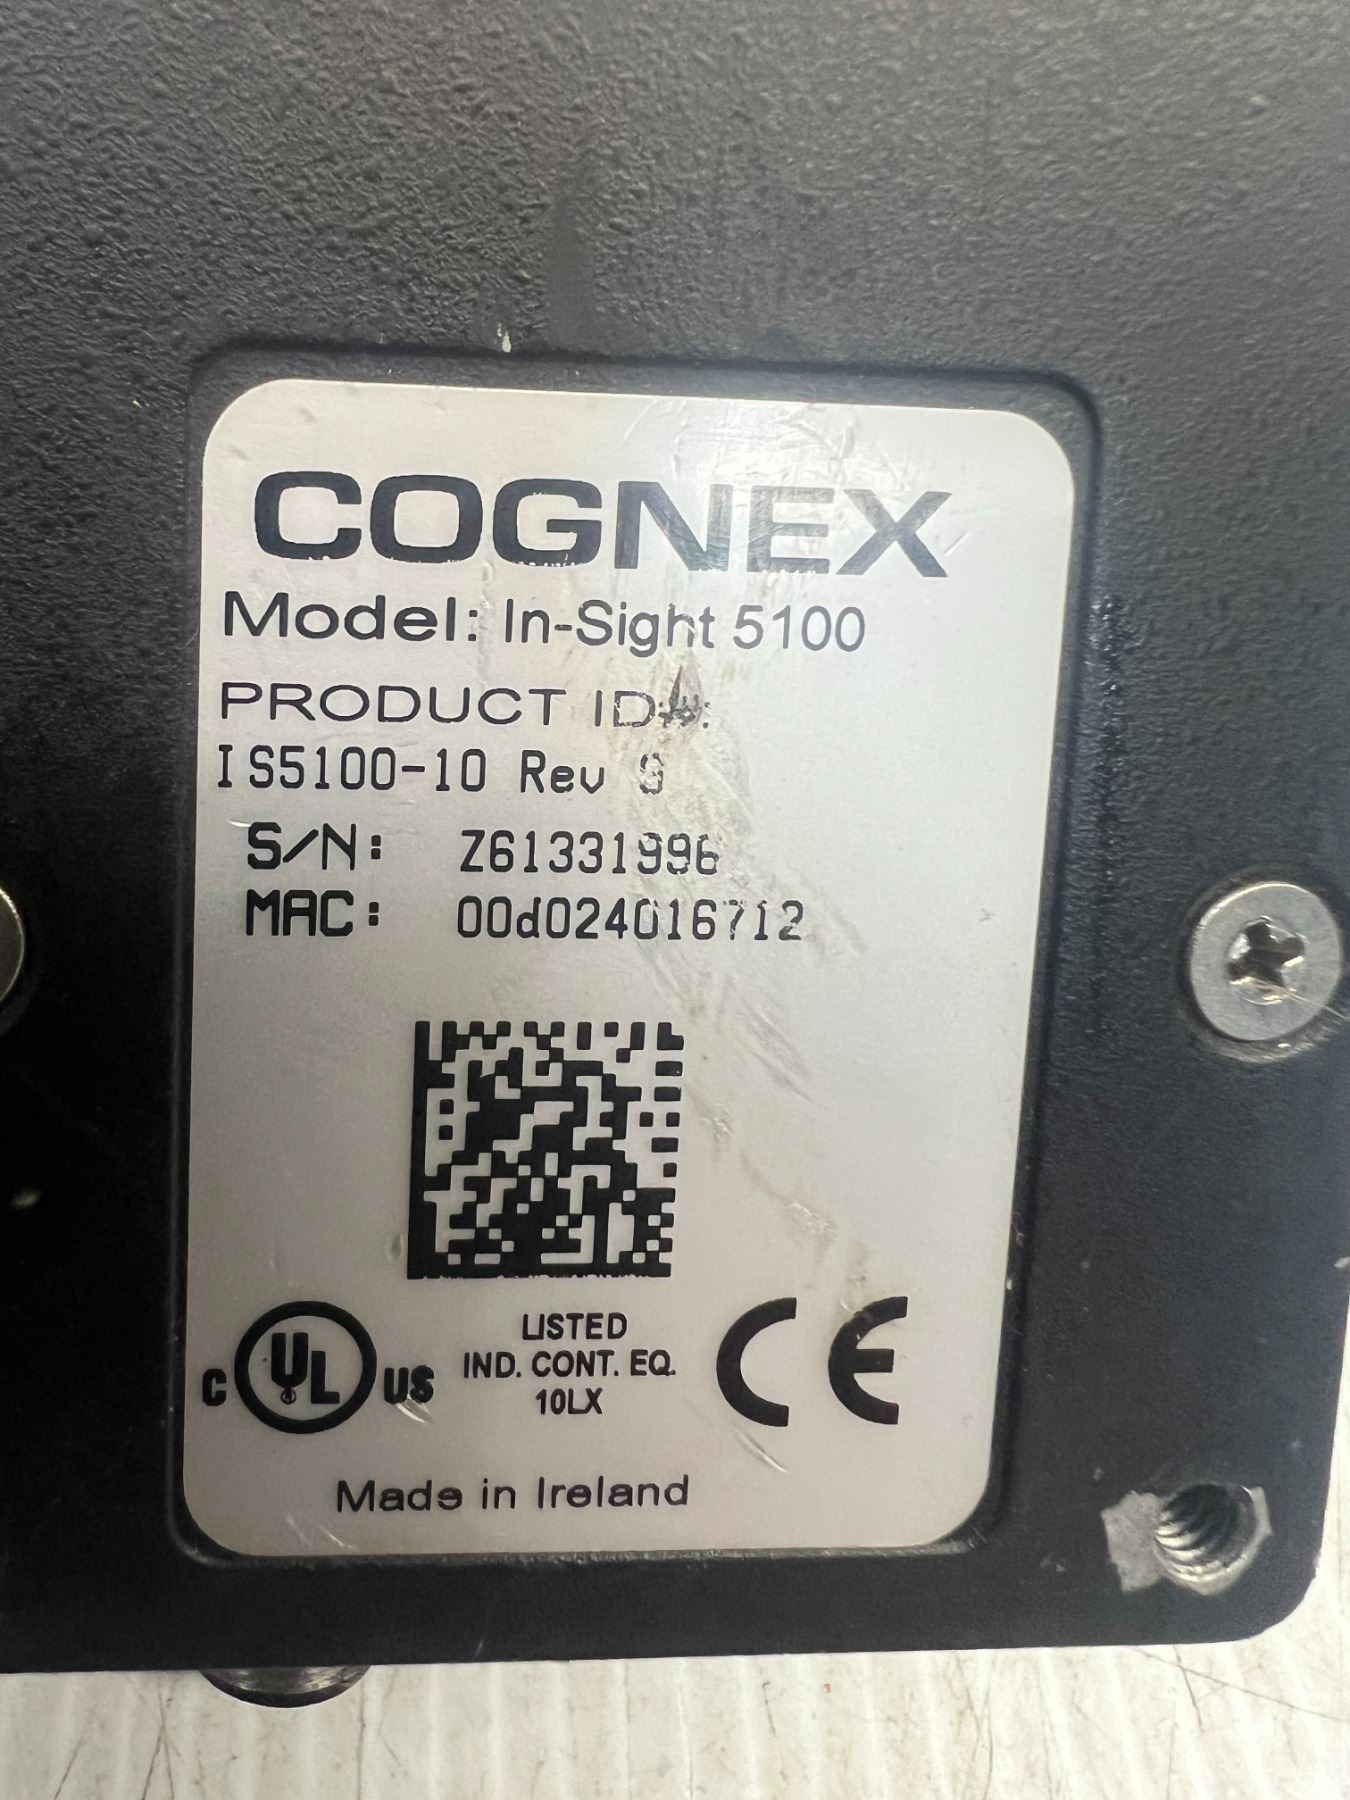 COGNEX
Model: In-Sight 5100
PRODUCT ID
IS5100-10 Rev
S/N: Z61331996
MAC: 00d024016712
C UL US
LISTED
IND. CONT. EQ.
10LX
CE
Made in Ireland